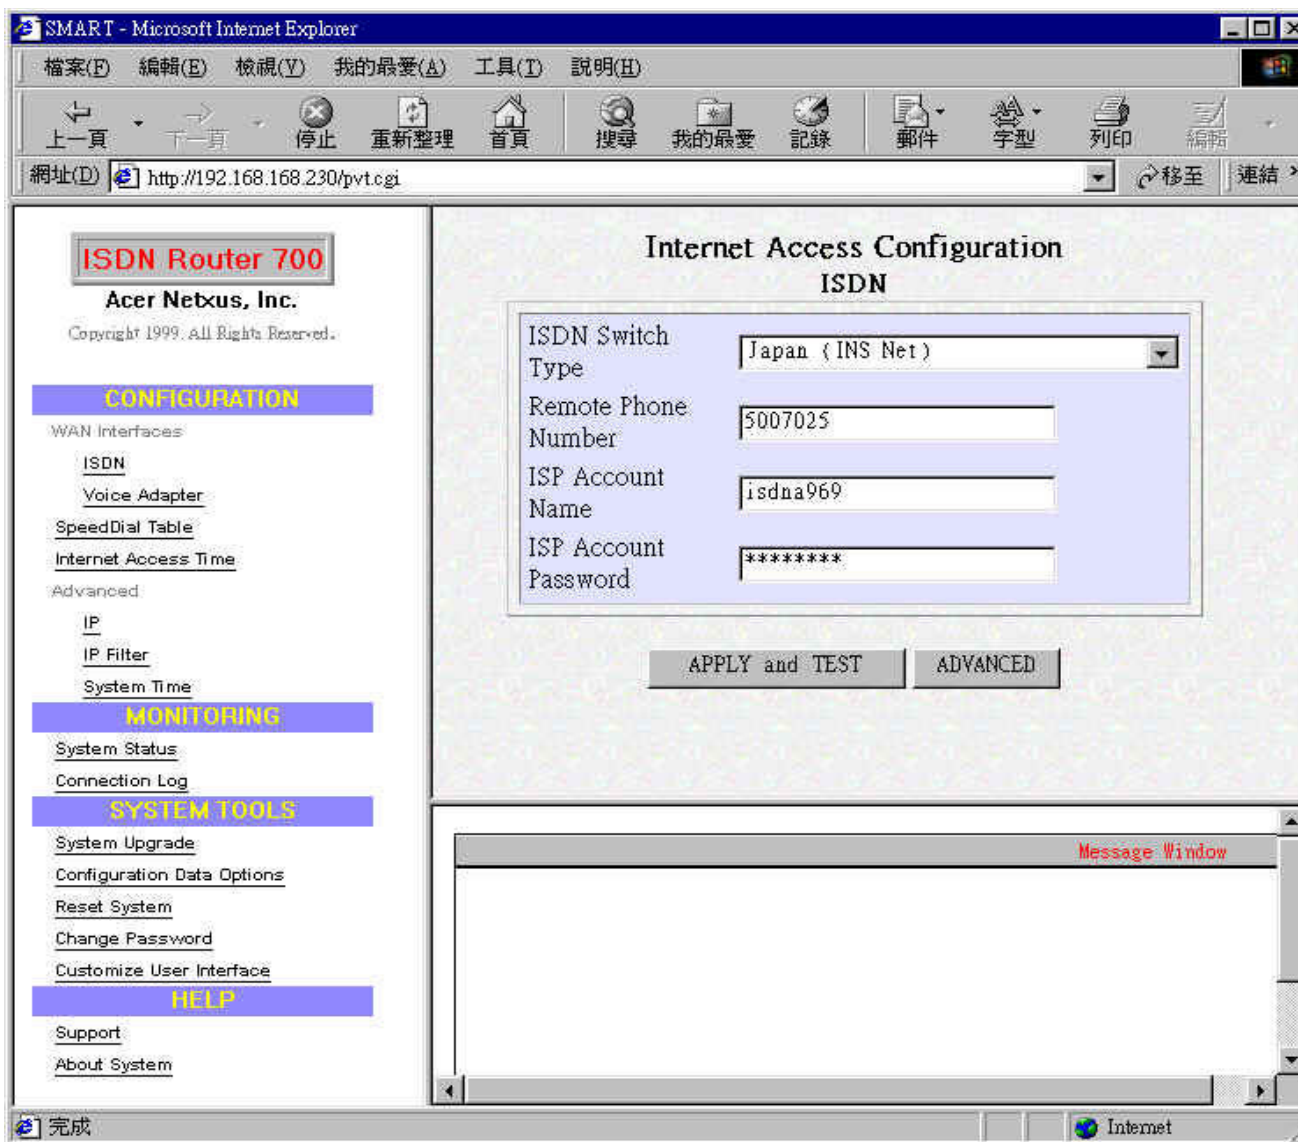 SMART - Microsoft Internet Explorer
檔案(F) 編輯(E) 檢視(V) 我的最愛(A) 工具(T) 說明(H)
上一頁 下一頁 停止 重新整理 首頁 搜尋 我的最愛 記錄 郵件 字型 列印 編輯
網址(D) http://192.168.168.230/pvt.cgi 移至 連結
ISDN Router 700
Acer Netxus, Inc.
Copyright 1999. All Rights Reserved.
CONFIGURATION
WAN Interfaces
ISDN
Voice Adapter
SpeedDial Table
Internet Access Time
Advanced
IP
IP Filter
System Time
MONITORING
System Status
Connection Log
SYSTEM TOOLS
System Upgrade
Configuration Data Options
Reset System
Change Password
Customize User Interface
HELP
Support
About System
Internet Access Configuration
ISDN
ISDN Switch
Type
Japan (INS Net)
Remote Phone
Number
5007025
ISP Account
Name
isdna969
ISP Account
Password
********
APPLY and TEST ADVANCED
Message Window
完成 Internet